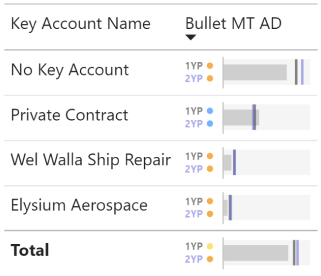 Key Account Name Bullet MT AD
No Key Account 1YP
2YP
Private Contract 1YP
2YP
Wel Walla Ship Repair 1YP
2YP
Elysium Aerospace 1YP
2YP
Total 1YP
2YP